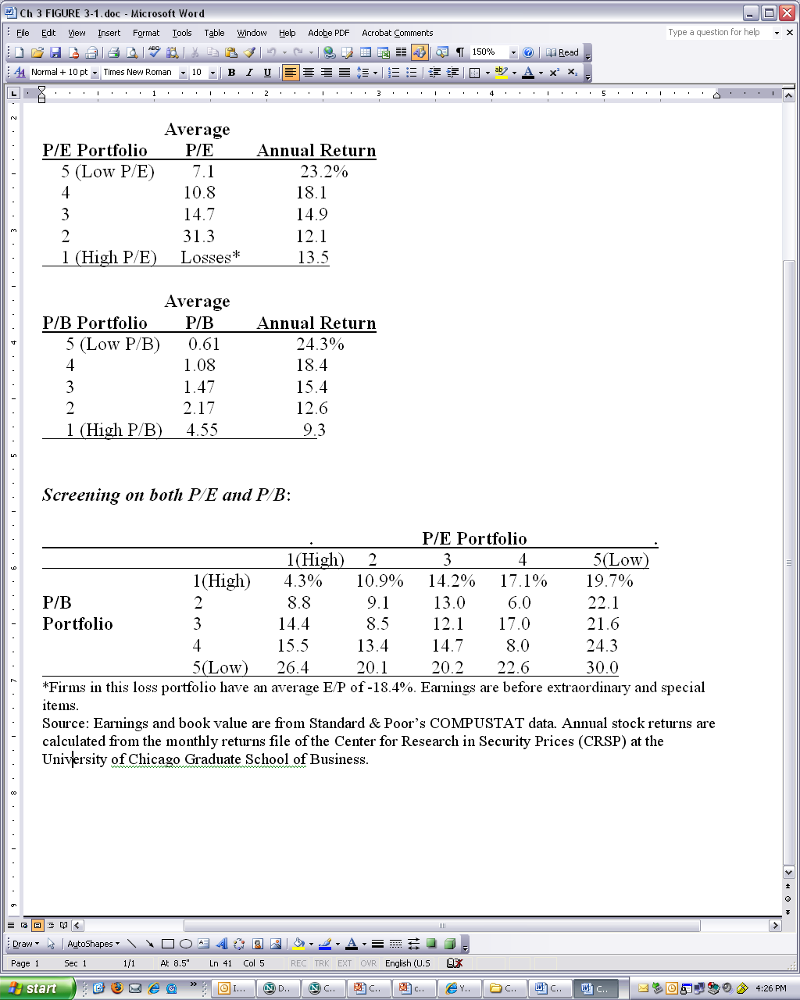 Ch 3 FIGURE 3-1.doc - Microsoft Word
File Edit View Insert Format Tools Table Window Help Adobe PDF Acrobat Comments Type a question for help
150% Read
Normal + 10 pt Times New Roman 10 B I U
1 2 3 4 5
Average
P/E Portfolio P/E Annual Return
5 (Low P/E) 7.1 23.2%
4 10.8 18.1
3 14.7 14.9
2 31.3 12.1
1 (High P/E) Losses* 13.5
Average
P/B Portfolio P/B Annual Return
5 (Low P/B) 0.61 24.3%
4 1.08 18.4
3 1.47 15.4
2 2.17 12.6
1 (High P/B) 4.55 9.3
Screening on both P/E and P/B:
. P/E Portfolio .
1(High) 2 3 4 5(Low)
1(High) 4.3% 10.9% 14.2% 17.1% 19.7%
P/B 2 8.8 9.1 13.0 6.0 22.1
Portfolio 3 14.4 8.5 12.1 17.0 21.6
4 15.5 13.4 14.7 8.0 24.3
5(Low) 26.4 20.1 20.2 22.6 30.0
*Firms in this loss portfolio have an average E/P of -18.4%. Earnings are before extraordinary and special
items.
Source: Earnings and book value are from Standard & Poor's COMPUSTAT data. Annual stock returns are
calculated from the monthly returns file of the Center for Research in Security Prices (CRSP) at the
University of Chicago Graduate School of Business.
Draw AutoShapes
Page 1 Sec 1 1/1 At 8.5" Ln 41 Col 5 REC TRK EXT OVR English (U.S
start I... D... C... C... c... Y... C... C... C... 4:26 PM